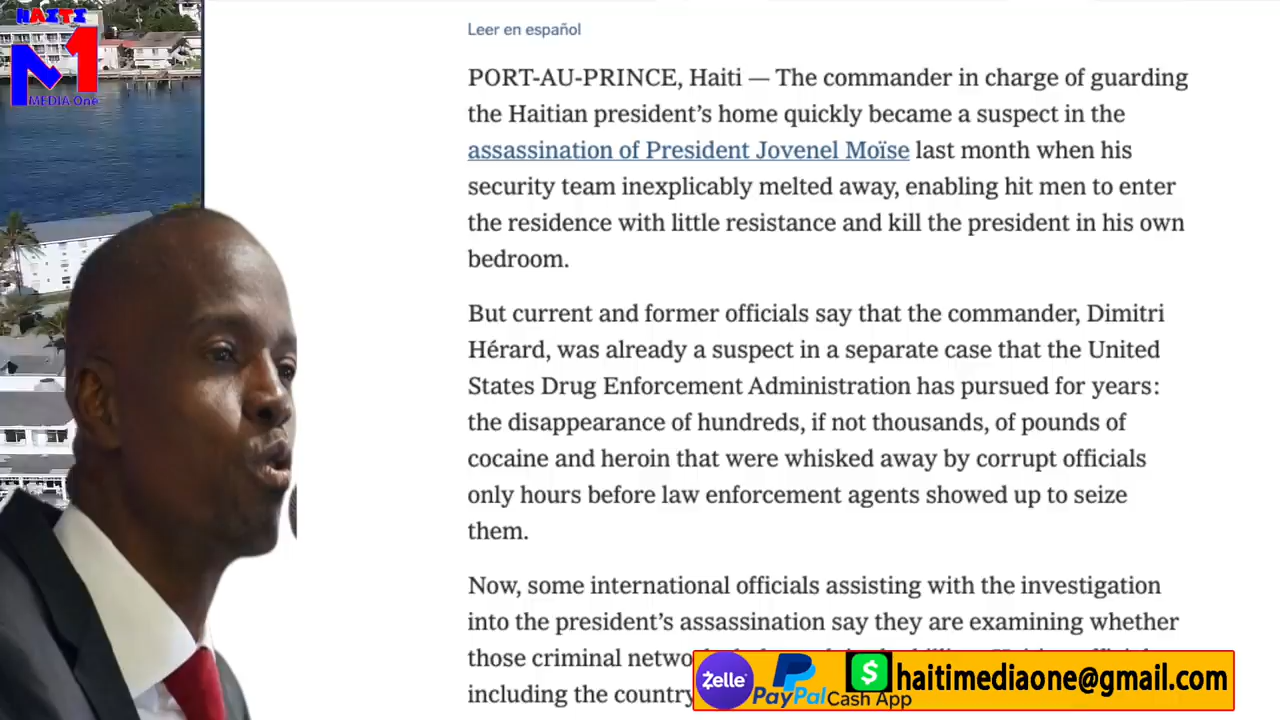 HAITI
M1
MEDIA One
Leer en español
PORT-AU-PRINCE, Haiti — The commander in charge of guarding
the Haitian president’s home quickly became a suspect in the
assassination of President Jovenel Moïse last month when his
security team inexplicably melted away, enabling hit men to enter
the residence with little resistance and kill the president in his own
bedroom.
But current and former officials say that the commander, Dimitri
Hérard, was already a suspect in a separate case that the United
States Drug Enforcement Administration has pursued for years:
the disappearance of hundreds, if not thousands, of pounds of
cocaine and heroin that were whisked away by corrupt officials
only hours before law enforcement agents showed up to seize
them.
Now, some international officials assisting with the investigation
into the president’s assassination say they are examining whether
those criminal
including the country
Zelle
PayPal
$
Cash App
haitimediaone@gmail.com